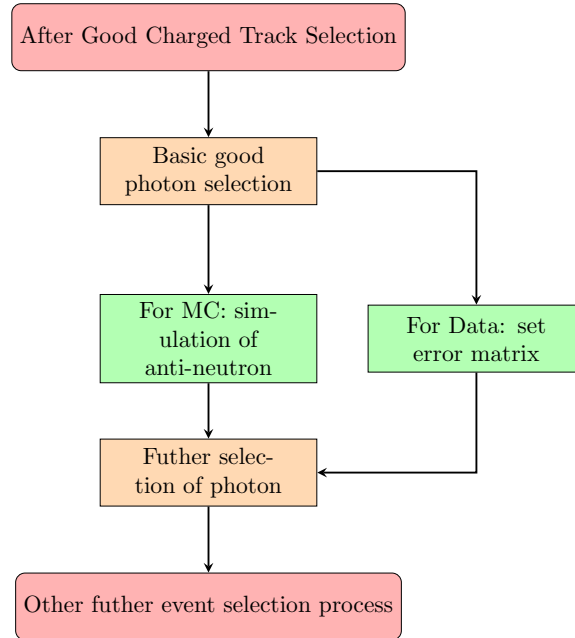 After Good Charged Track Selection
Basic good
photon selection
For MC: sim-
ulation of
anti-neutron
For Data: set
error matrix
Futher selec-
tion of photon
Other futher event selection process